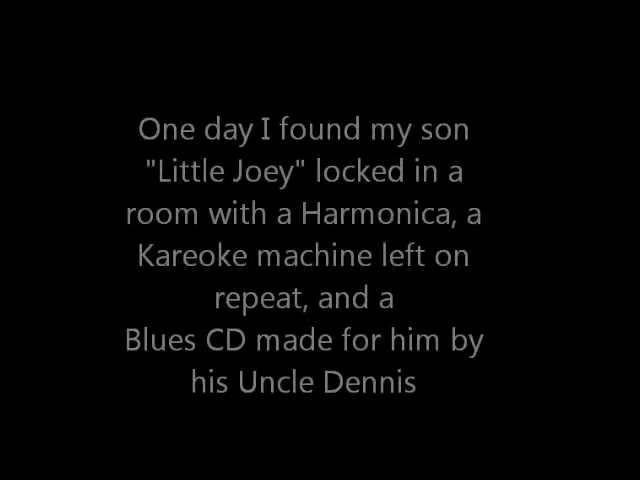 One day I found my son
"Little Joey" locked in a
room with a Harmonica, a
Kareoke machine left on
repeat, and a
Blues CD made for him by
his Uncle Dennis